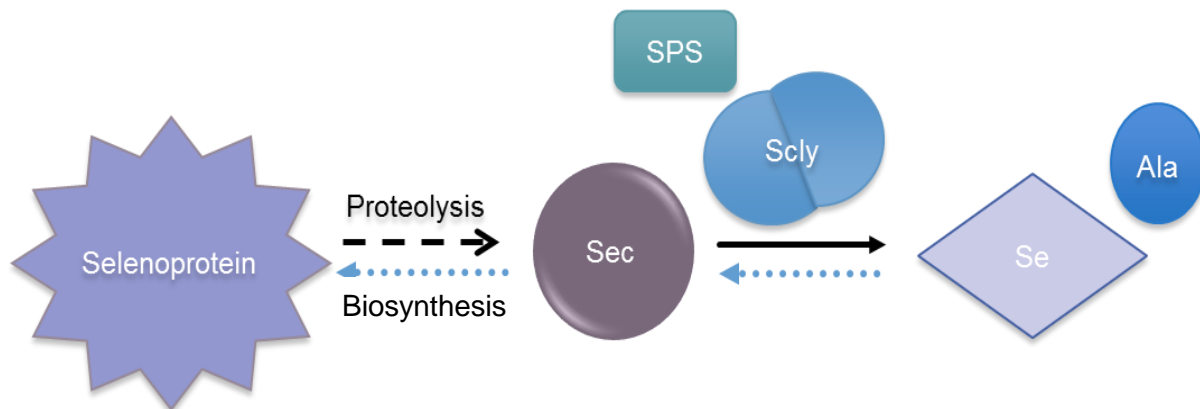 SPS
Scly
Ala
Proteolysis
Selenoprotein
Sec
Se
Biosynthesis